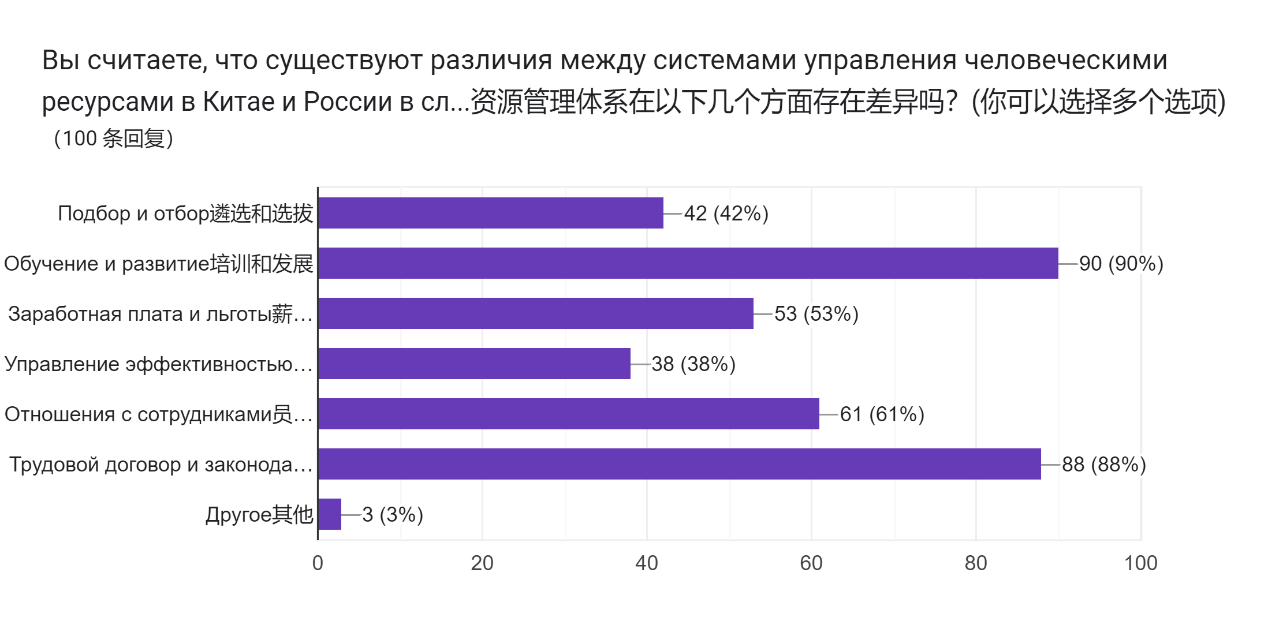 Вы считаете, что существуют различия между системами управления человеческими
ресурсами в Китае и России в сл...资源管理体系在以下几个方面存在差异吗？(你可以选择多个选项)
（100 条回复）
Подбор и отбор遴选和选拔
42 (42%)
Обучение и развитие培训和发展
90 (90%)
Заработная плата и льготы薪…
53 (53%)
Управление эффективностью…
38 (38%)
Отношения с сотрудниками员…
61 (61%)
Трудовой договор и законода…
88 (88%)
Другое其他
3 (3%)
0 20 40 60 80 100